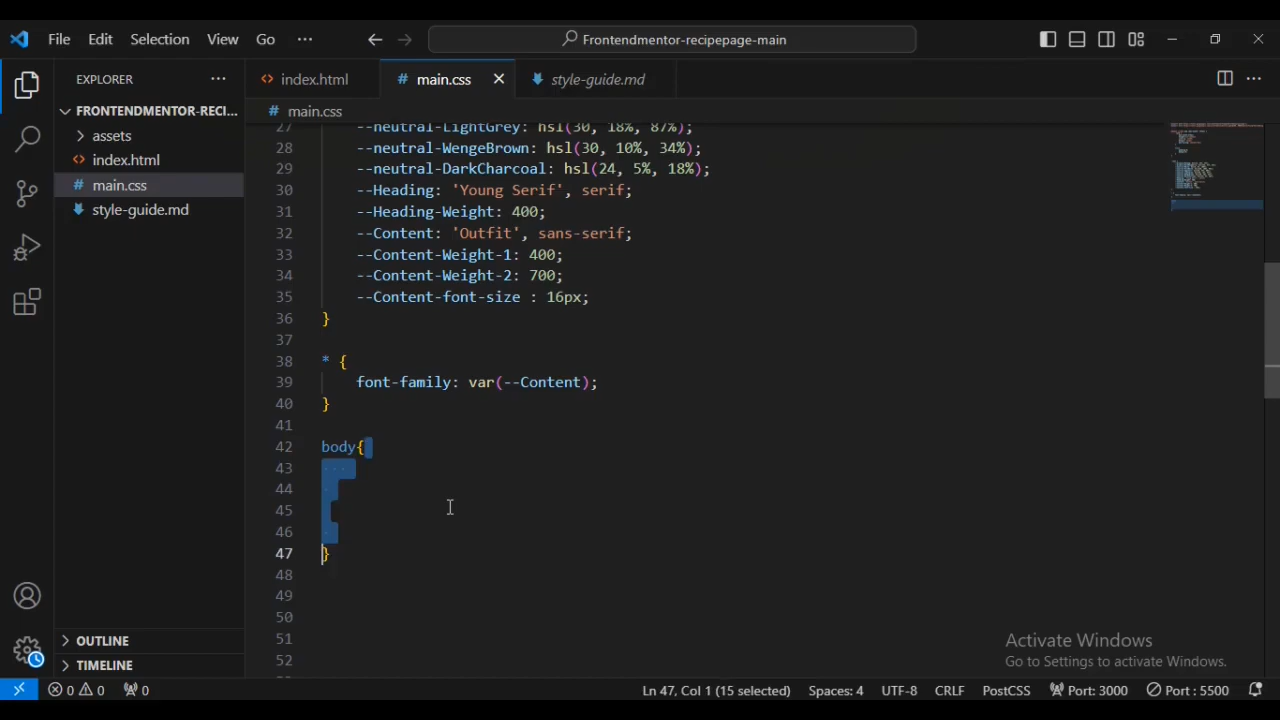 File Edit Selection View Go ··· Frontendmentor-recipepage-main
EXPLORER ···
index.html main.css style-guide.md
FRONTENDMENTOR-RECI...
main.css
assets
index.html
main.css
style-guide.md
27 --neutral-LightGrey: hsl(30, 18%, 87%);
28 --neutral-WengeBrown: hsl(30, 10%, 34%);
29 --neutral-DarkCharcoal: hsl(24, 5%, 18%);
30 --Heading: 'Young Serif', serif;
31 --Heading-Weight: 400;
32 --Content: 'Outfit', sans-serif;
33 --Content-Weight-1: 400;
34 --Content-Weight-2: 700;
35 --Content-font-size : 16px;
36 }
37
38 * {
39 font-family: var(--Content);
40 }
41
42 body{
43
44
45
46
47 }
48
49
50
51
52
OUTLINE
TIMELINE
Activate Windows
Go to Settings to activate Windows.
0 0 0 Ln 47, Col 1 (15 selected) Spaces: 4 UTF-8 CRLF PostCSS Port: 3000 Port : 5500